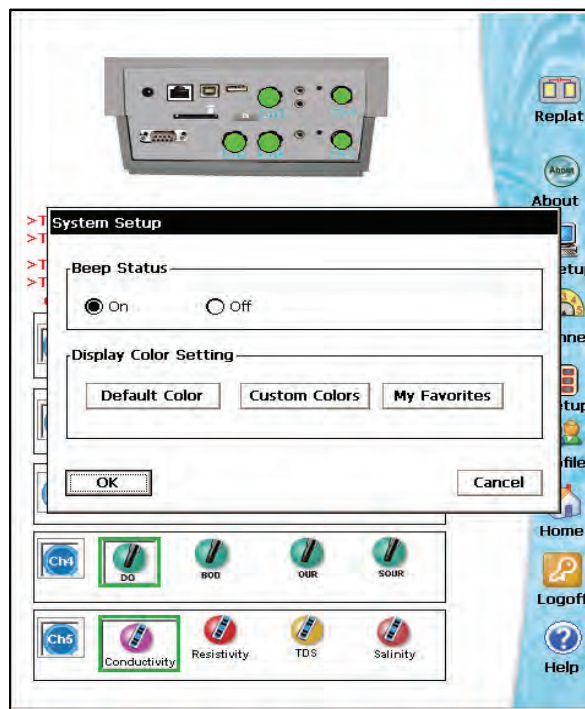 Replat
About
About
>T
>T
>T
>T
System Setup
Beep Status
On
Off
Display Color Setting
Default Color
Custom Colors
My Favorites
OK
Cancel
Home
Ch4
DO
BOD
OUR
SOUR
Logoff
Ch5
Conductivity
Resistivity
TDS
Salinity
Help